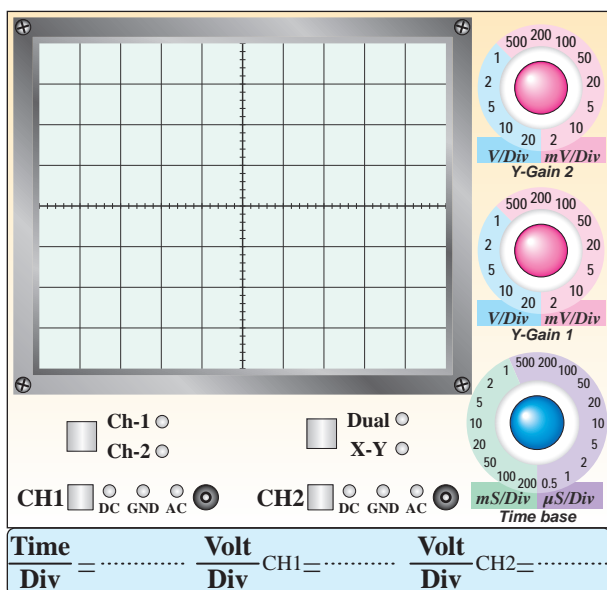 500 200 100
1 50
2 20
5 5
10 10
20 2
V/Div mV/Div
Y-Gain 2
500 200 100
1 50
2 20
5 5
10 10
20 2
V/Div mV/Div
Y-Gain 1
1 500 200 100
2 50
5 20
10 10
20 5
50 2
100 200 0.5 1
mS/Div µS/Div
Time base
Ch-1
Ch-2
Dual
X-Y
CH1 DC GND AC
CH2 DC GND AC
Time/Div = ............... Volt/Div CH1= ............... Volt/Div CH2= ...............